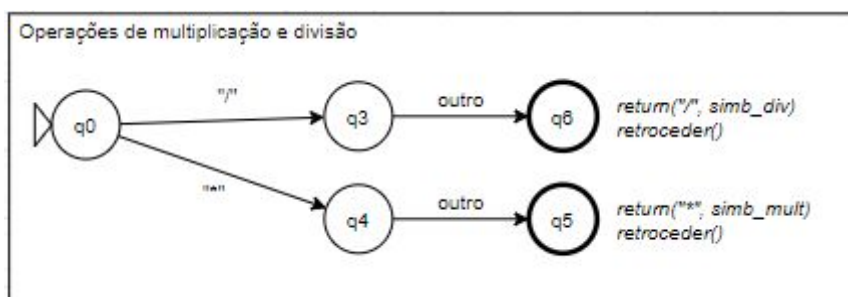 Operações de multiplicação e divisão
"/"
outro
q0
q3
q6
return("/", simb_div)
retroceder()
"*"
outro
q4
q5
return("*", simb_mult)
retroceder()